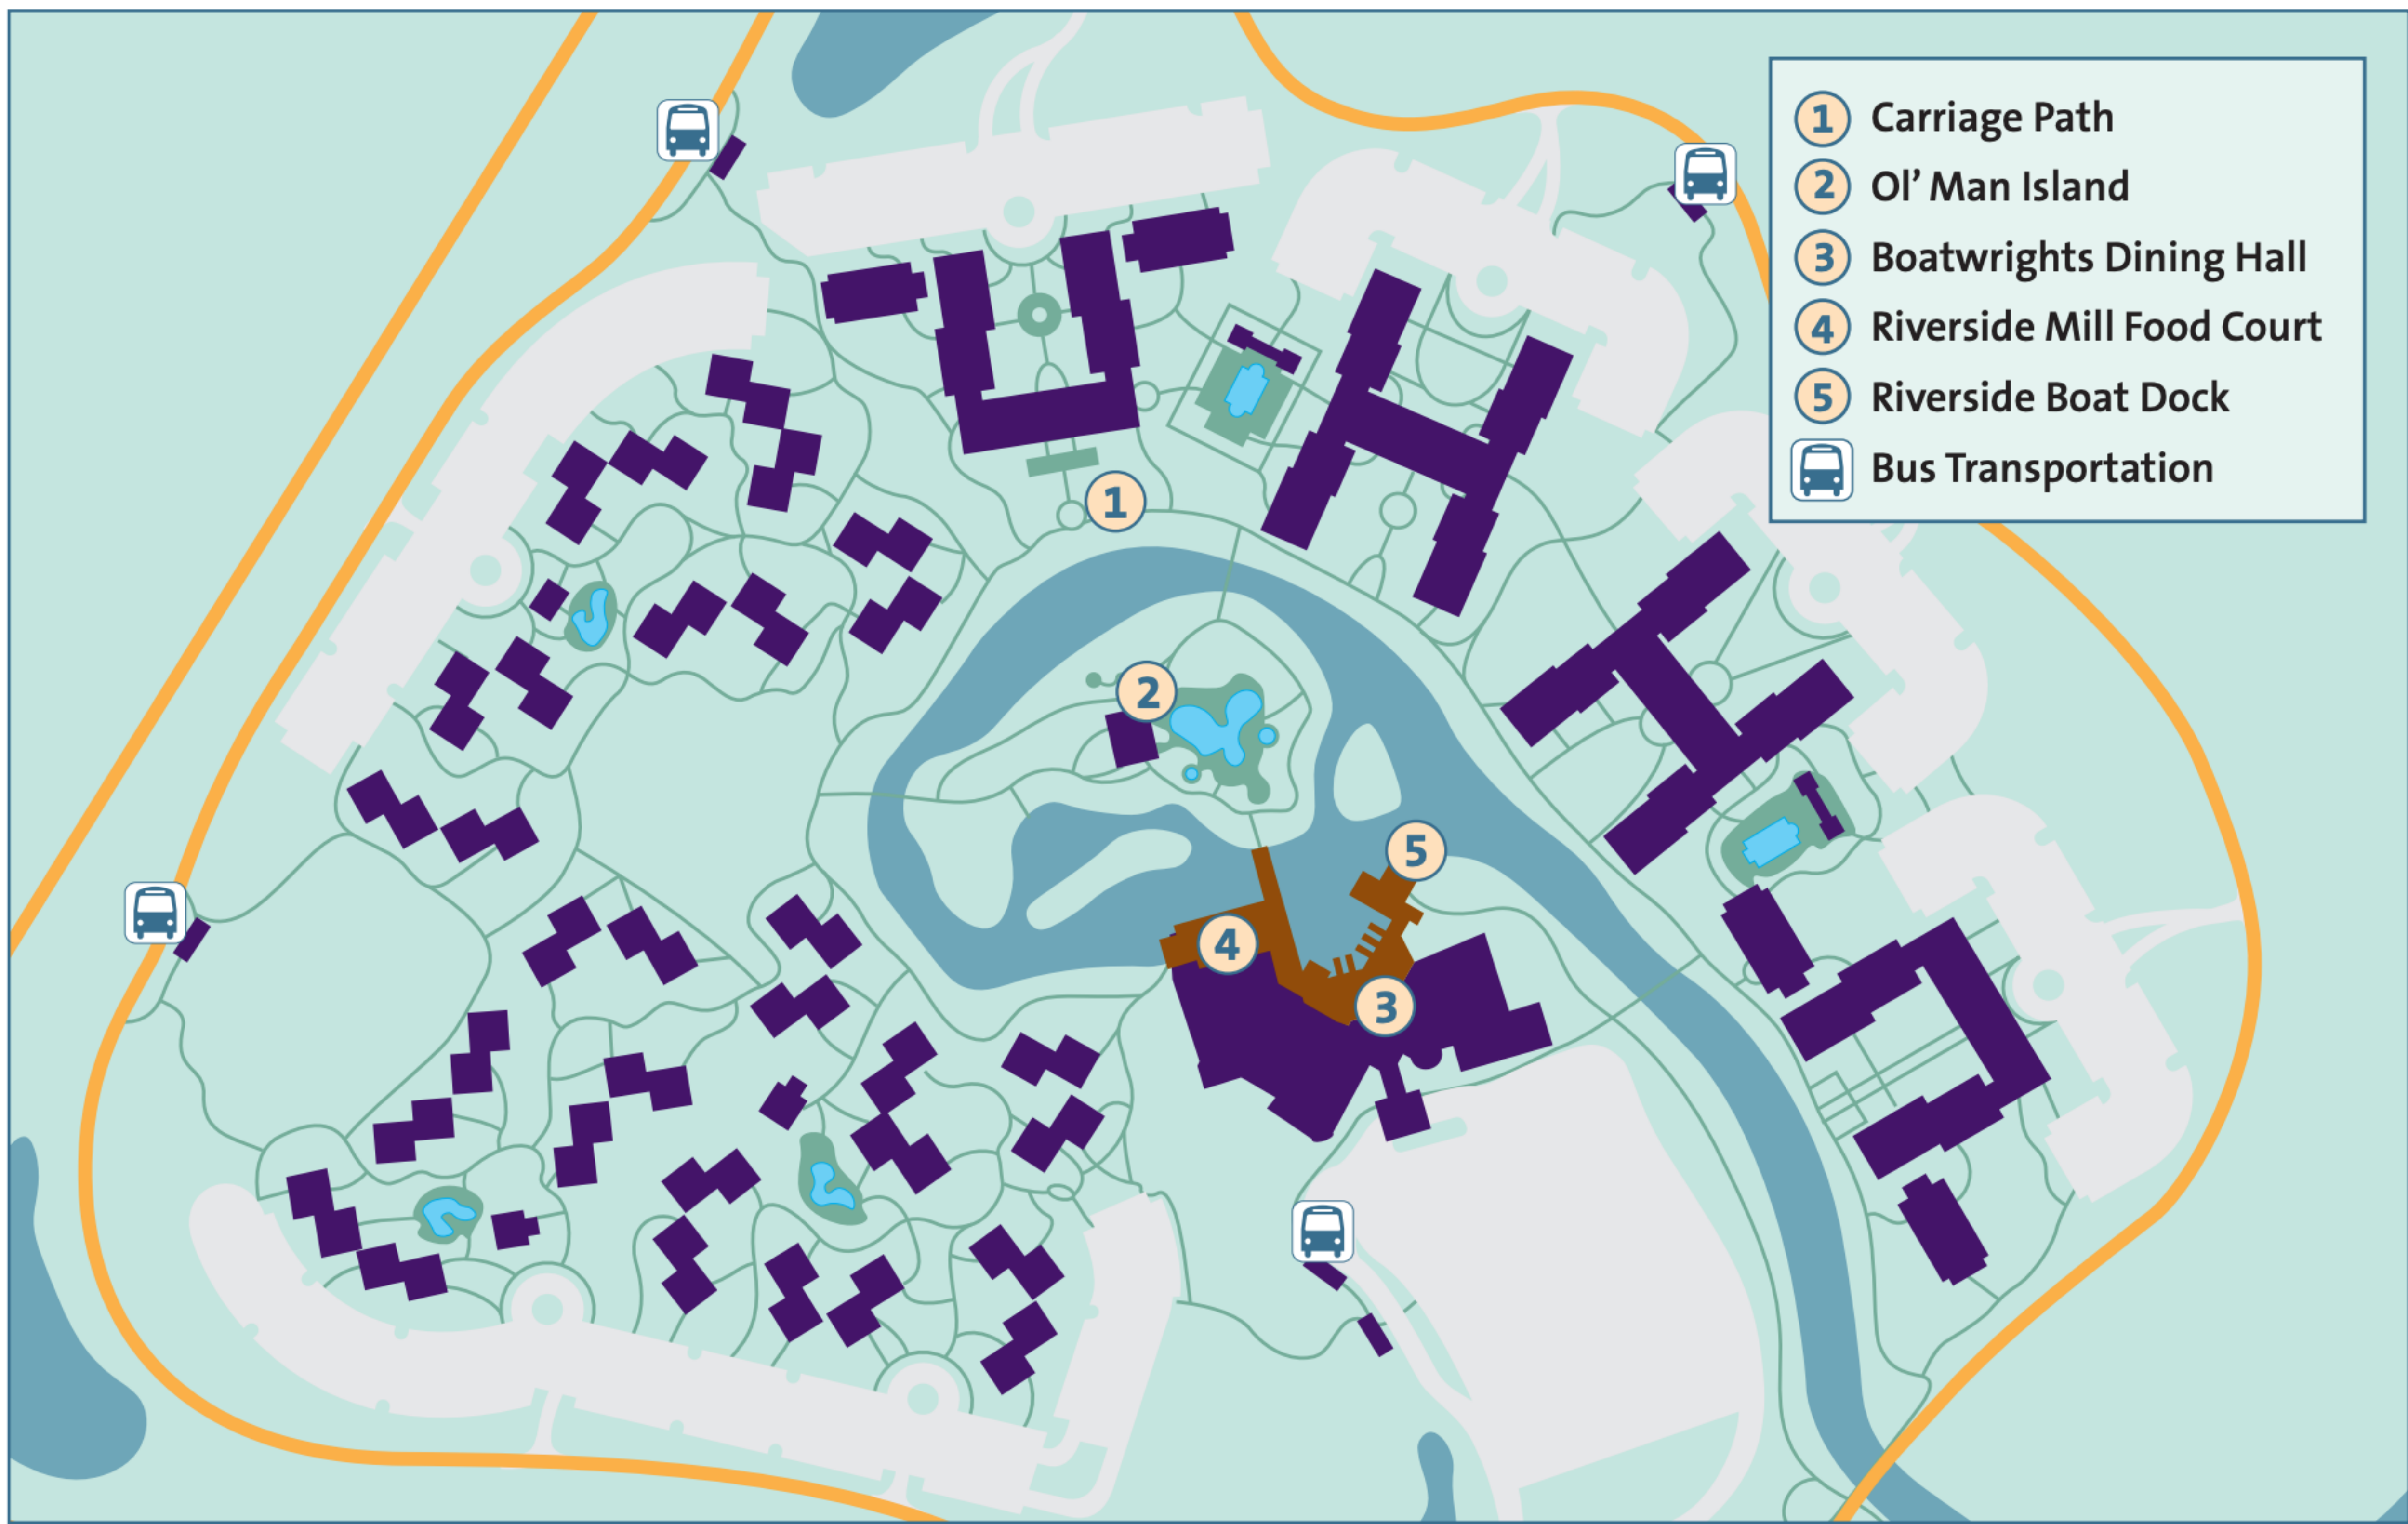 1 Carriage Path
2 Ol’ Man Island
3 Boatwrights Dining Hall
4 Riverside Mill Food Court
5 Riverside Boat Dock
Bus Transportation
1
2
5
4
3